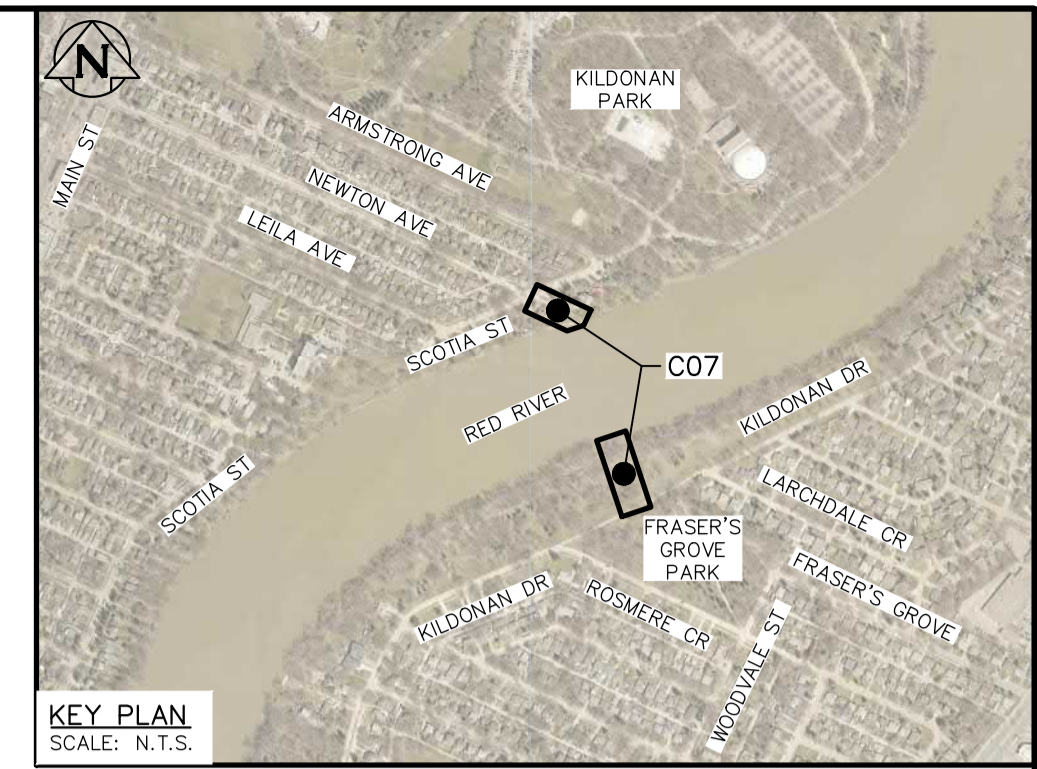 N
KILDONAN
PARK
MAIN ST
ARMSTRONG AVE
NEWTON AVE
LEILA AVE
SCOTIA ST
C07
RED RIVER
KILDONAN DR
SCOTIA ST
LARCHDALE CR
FRASER'S
GROVE
PARK
FRASER'S GROVE
KILDONAN DR
ROSMERE CR
WOODVALE ST
KEY PLAN
SCALE: N.T.S.